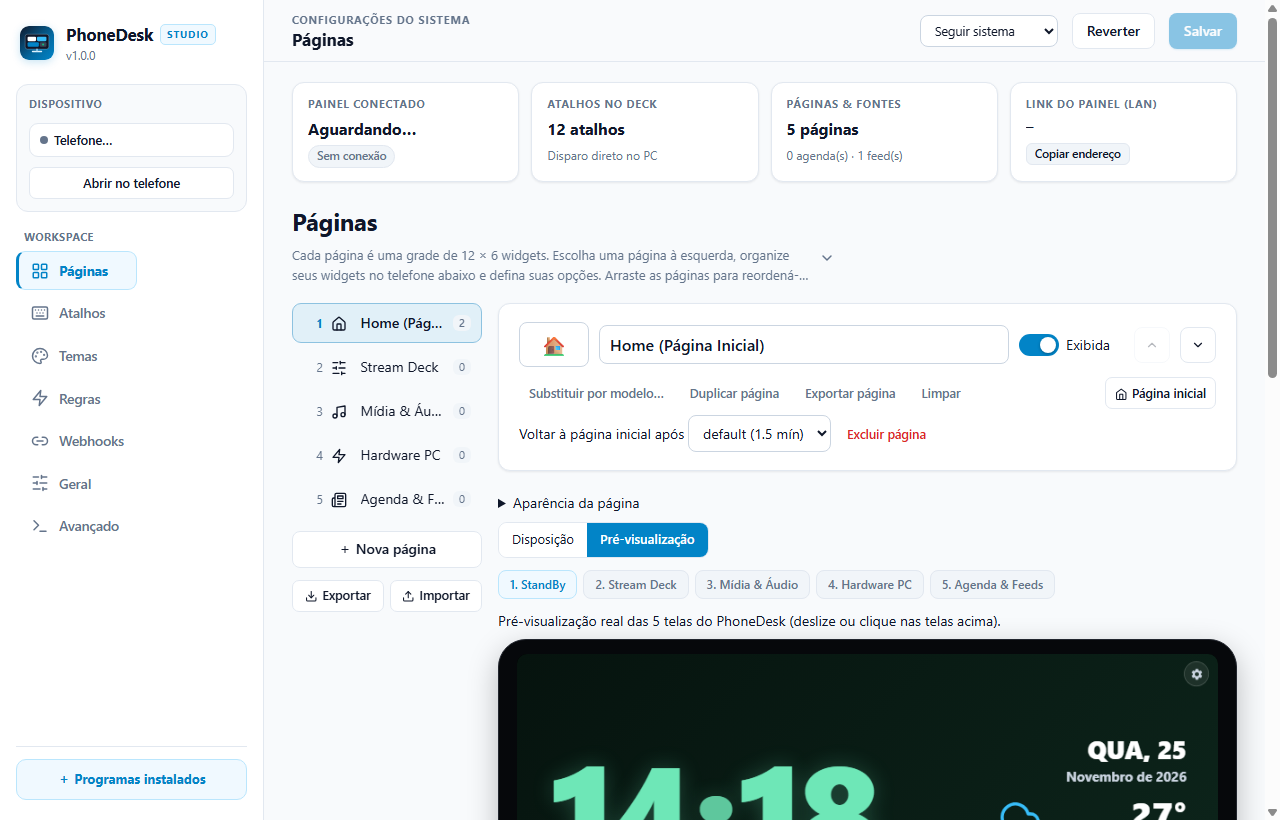 PhoneDesk STUDIO
v1.0.0
DISPOSITIVO
Telefone...
Abrir no telefone
WORKSPACE
Páginas
Atalhos
Temas
Regras
Webhooks
Geral
Avançado
+ Programas instalados
CONFIGURAÇÕES DO SISTEMA
Páginas
Seguir sistema
Reverter
Salvar
PAINEL CONECTADO
Aguardando...
Sem conexão
ATALHOS NO DECK
12 atalhos
Disparo direto no PC
PÁGINAS & FONTES
5 páginas
0 agenda(s) · 1 feed(s)
LINK DO PAINEL (LAN)
–
Copiar endereço
Páginas
Cada página é uma grade de 12 × 6 widgets. Escolha uma página à esquerda, organize
seus widgets no telefone abaixo e defina suas opções. Arraste as páginas para reordená-...
1 Home (Pág... 2
2 Stream Deck 0
3 Mídia & Áu... 0
4 Hardware PC 0
5 Agenda & F... 0
+ Nova página
Exportar
Importar
Home (Página Inicial)
Exibida
Substituir por modelo...
Duplicar página
Exportar página
Limpar
Página inicial
Voltar à página inicial após
default (1.5 mín)
Excluir página
Aparência da página
Disposição
Pré-visualização
1. StandBy
2. Stream Deck
3. Mídia & Áudio
4. Hardware PC
5. Agenda & Feeds
Pré-visualização real das 5 telas do PhoneDesk (deslize ou clique nas telas acima).
QUA, 25
Novembro de 2026
14:18
27°